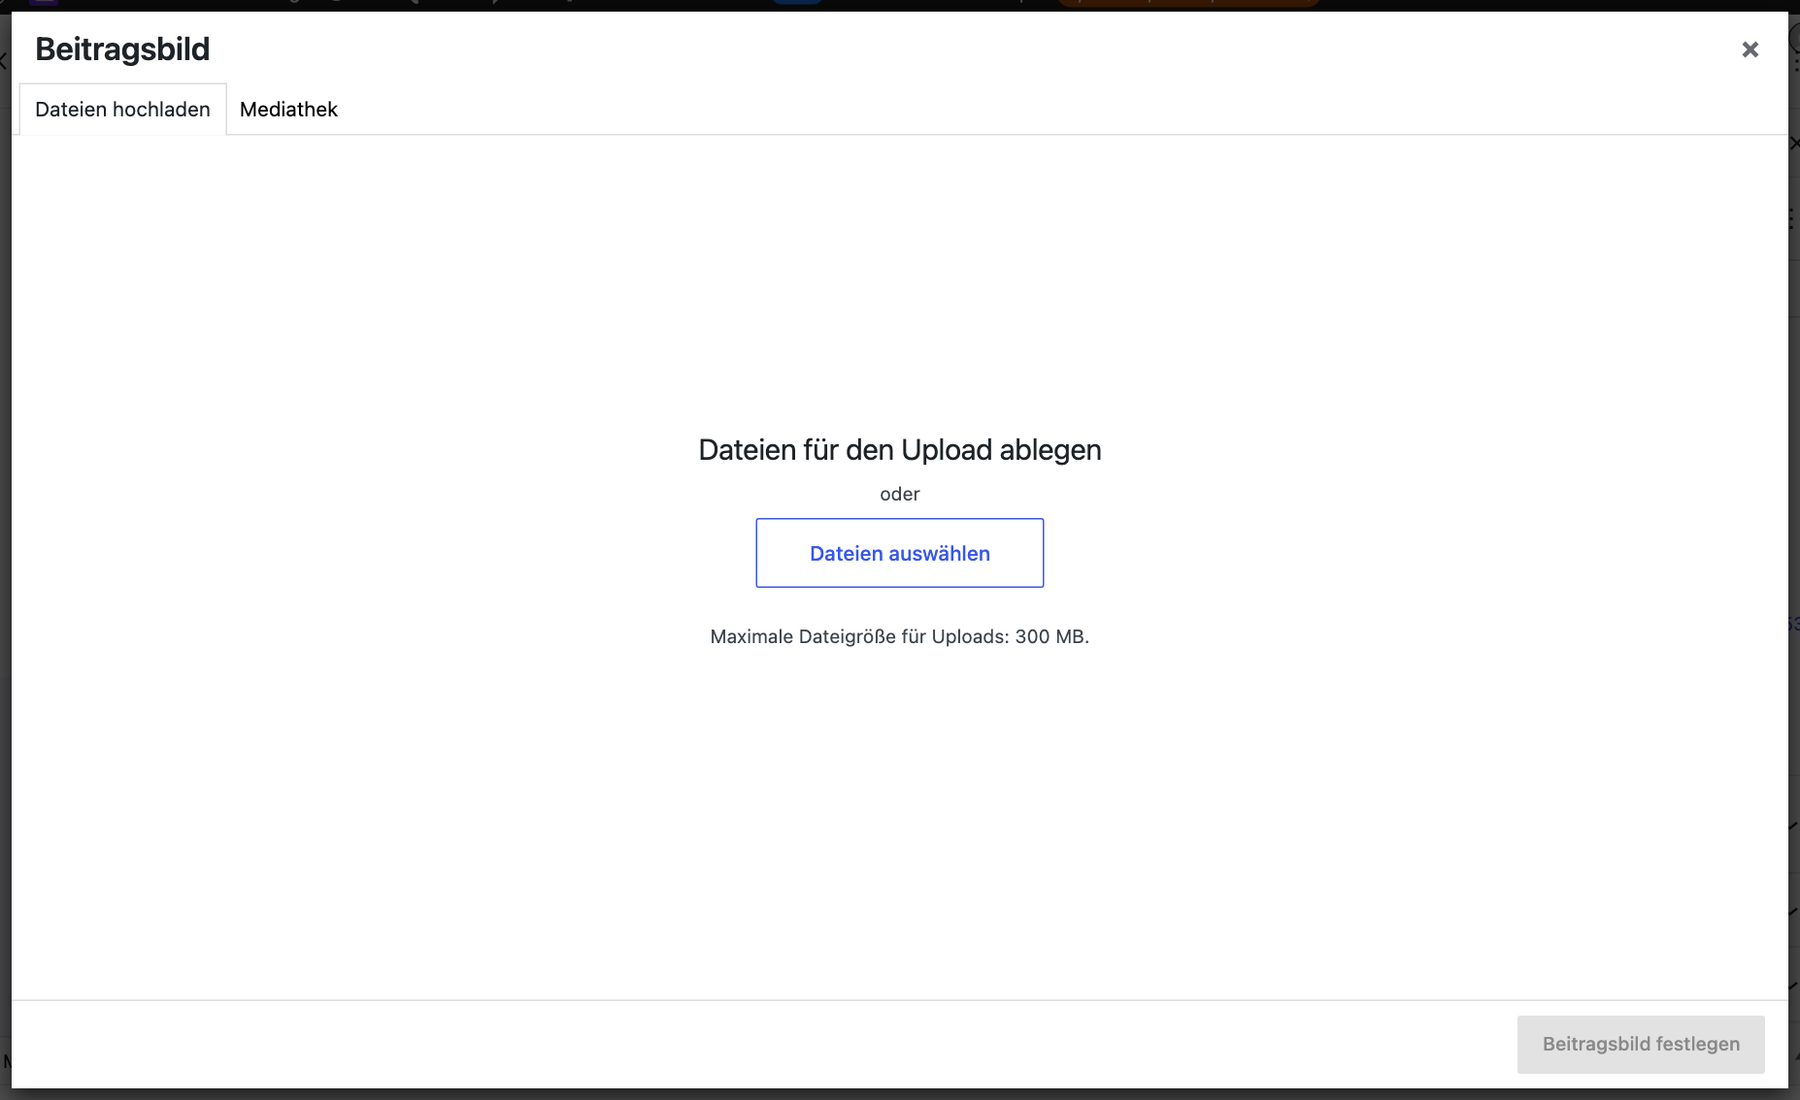 Beitragsbild
Dateien hochladen
Mediathek
Dateien für den Upload ablegen
oder
Dateien auswählen
Maximale Dateigröße für Uploads: 300 MB.
Beitragsbild festlegen